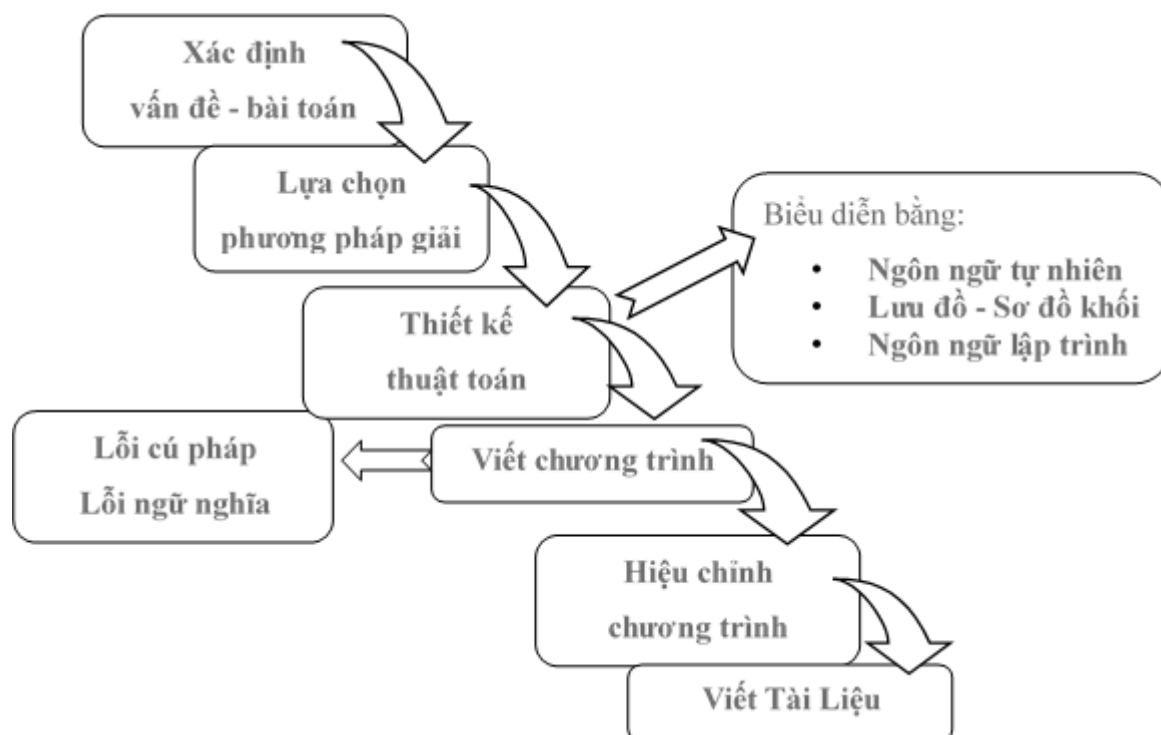 Xác định
vấn đề - bài toán
Lựa chọn
phương pháp giải
Biểu diễn bằng:
• Ngôn ngữ tự nhiên
• Lưu đồ - Sơ đồ khối
• Ngôn ngữ lập trình
Thiết kế
thuật toán
Lỗi cú pháp
Lỗi ngữ nghĩa
Viết chương trình
Hiệu chỉnh
chương trình
Viết Tài Liệu